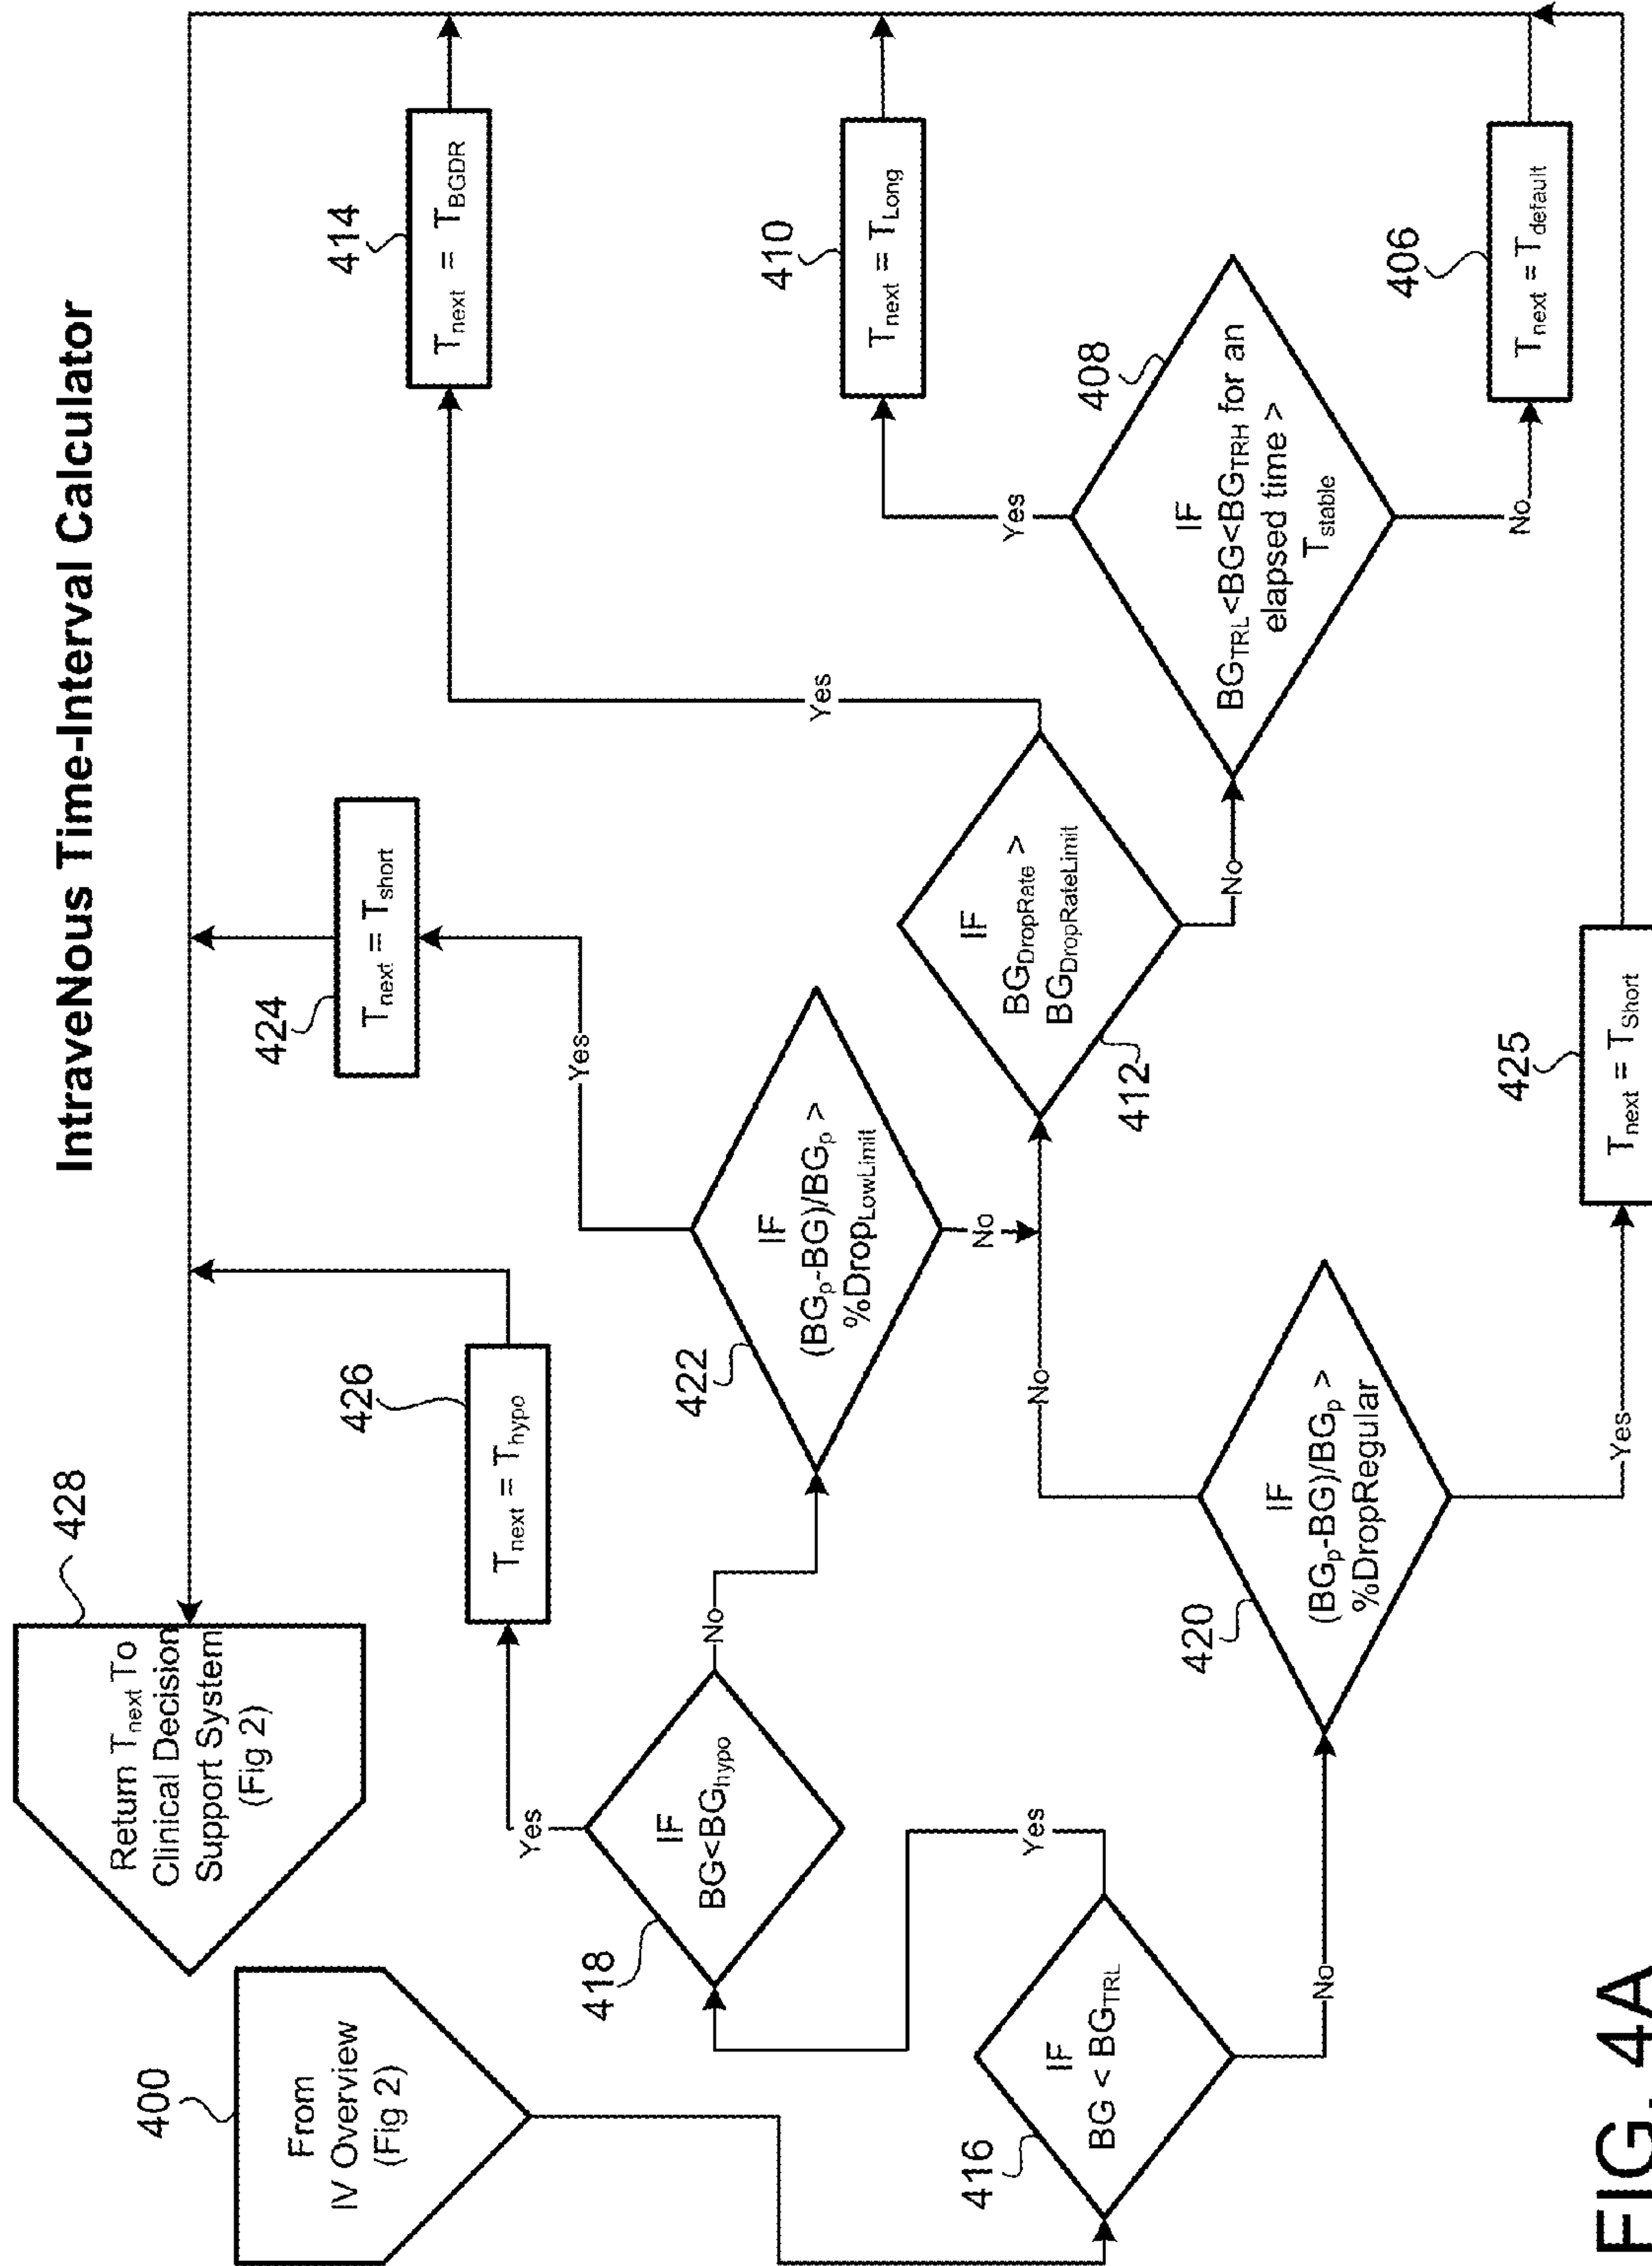 IntraveNous Time-Interval Calculator
400
From
IV Overview
(Fig 2)
428
Return Tnext To
Clinical Decision
Support System
(Fig 2)
416
IF
BG < BGTRL
Yes
No
418
IF
BG<BGhypo
Yes
No
426
Tnext = Thypo
422
IF
(BGp-BG)/BGp >
%DropLowLimit
Yes
No
424
Tnext = Tshort
420
IF
(BGp-BG)/BGp >
%DropRegular
No
Yes
425
Tnext = TShort
412
IF
BGDropRate >
BGDropRateLimit
Yes
No
414
Tnext = TBGDR
408
IF
BGTRL<BG<BGTRH for an
elapsed time >
Tstable
Yes
No
410
Tnext = TLong
406
Tnext = Tdefault
FIG. 4A